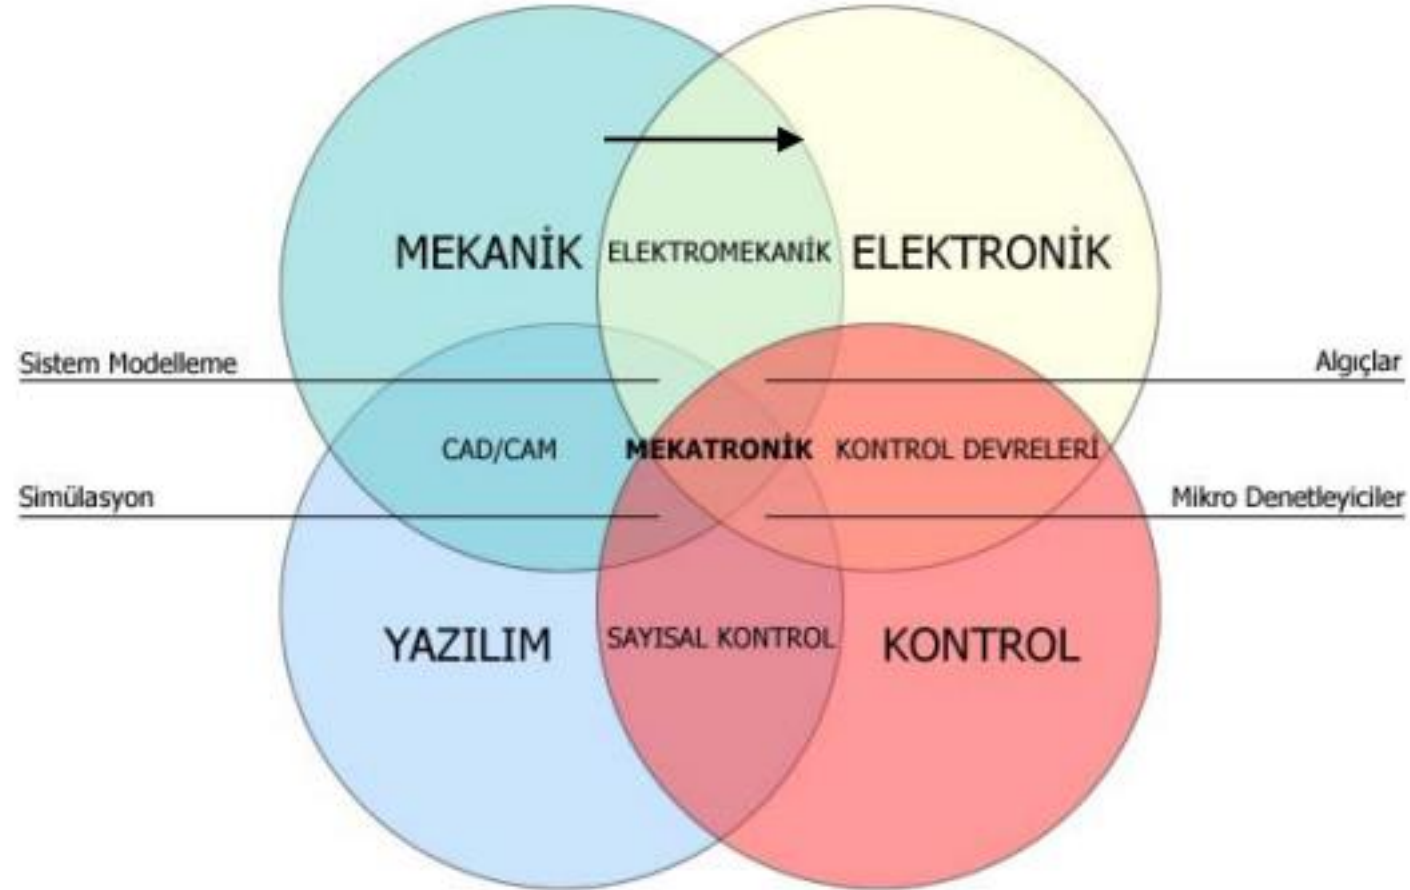 MEKANİK
ELEKTROMEKANİK
ELEKTRONİK
Sistem Modelleme
Algıçlar
CAD/CAM
MEKATRONİK
KONTROL DEVRELERİ
Simülasyon
Mikro Denetleyiciler
YAZILIM
SAYISAL KONTROL
KONTROL